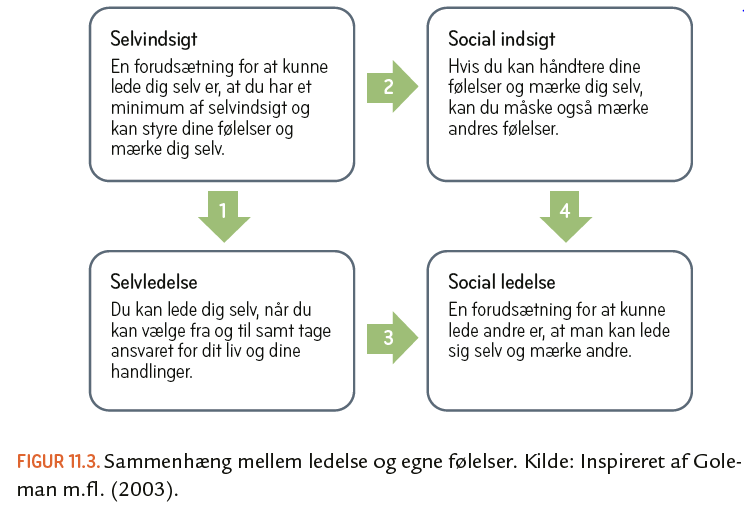 Selvindsigt
En forudsætning for at kunne
lede dig selv er, at du har et
minimum af selvindsigt og
kan styre dine følelser og
mærke dig selv.
2
Social indsigt
Hvis du kan håndtere dine
følelser og mærke dig selv,
kan du måske også mærke
andres følelser.
1
4
Selvledelse
Du kan lede dig selv, når du
kan vælge fra og til samt tage
ansvaret for dit liv og dine
handlinger.
3
Social ledelse
En forudsætning for at kunne
lede andre er, at man kan lede
sig selv og mærke andre.
FIGUR 11.3. Sammenhæng mellem ledelse og egne følelser. Kilde: Inspireret af Gole-
man m.fl. (2003).